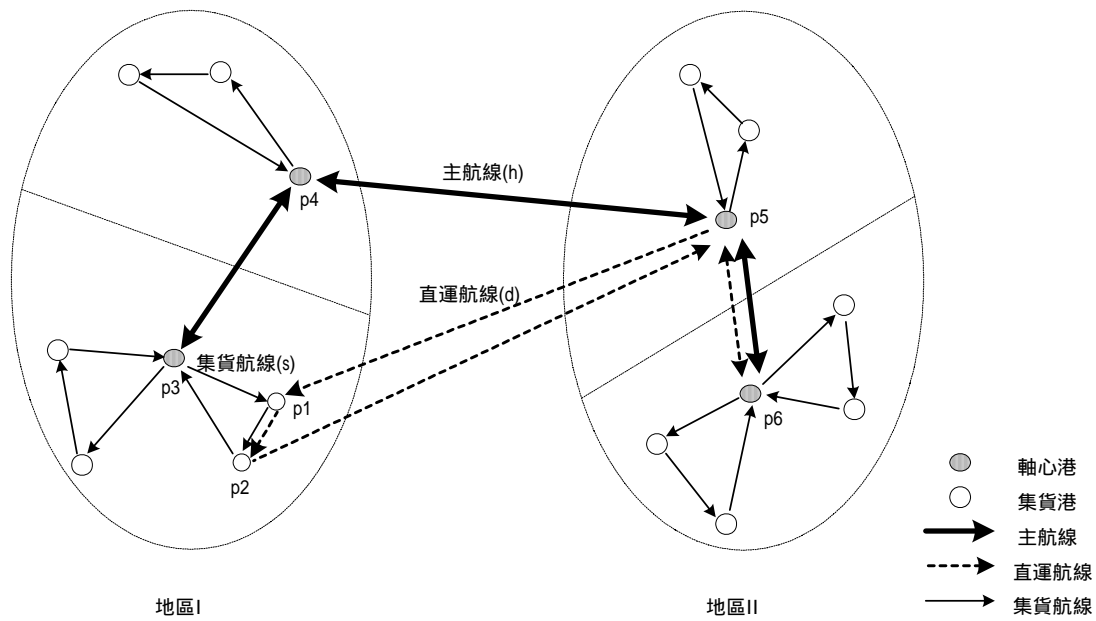 主航線(h)
p4
p5
直運航線(d)
集貨航線(s)
p3
p1
p2
p6
軸心港
集貨港
主航線
直運航線
集貨航線
地區I
地區II